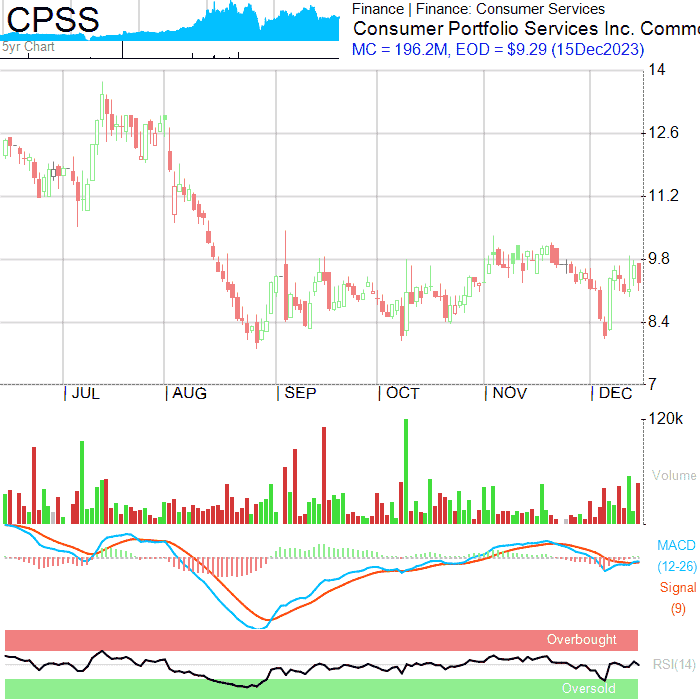 CPSS
5yr Chart
Finance | Finance: Consumer Services
Consumer Portfolio Services Inc. Commo
MC = 196.2M, EOD = $9.29 (15Dec2023)
14
12.6
11.2
9.8
8.4
7
| JUL | AUG | SEP | OCT | NOV | DEC
120k
Volume
MACD
(12-26)
Signal
(9)
Overbought
RSI(14)
Oversold